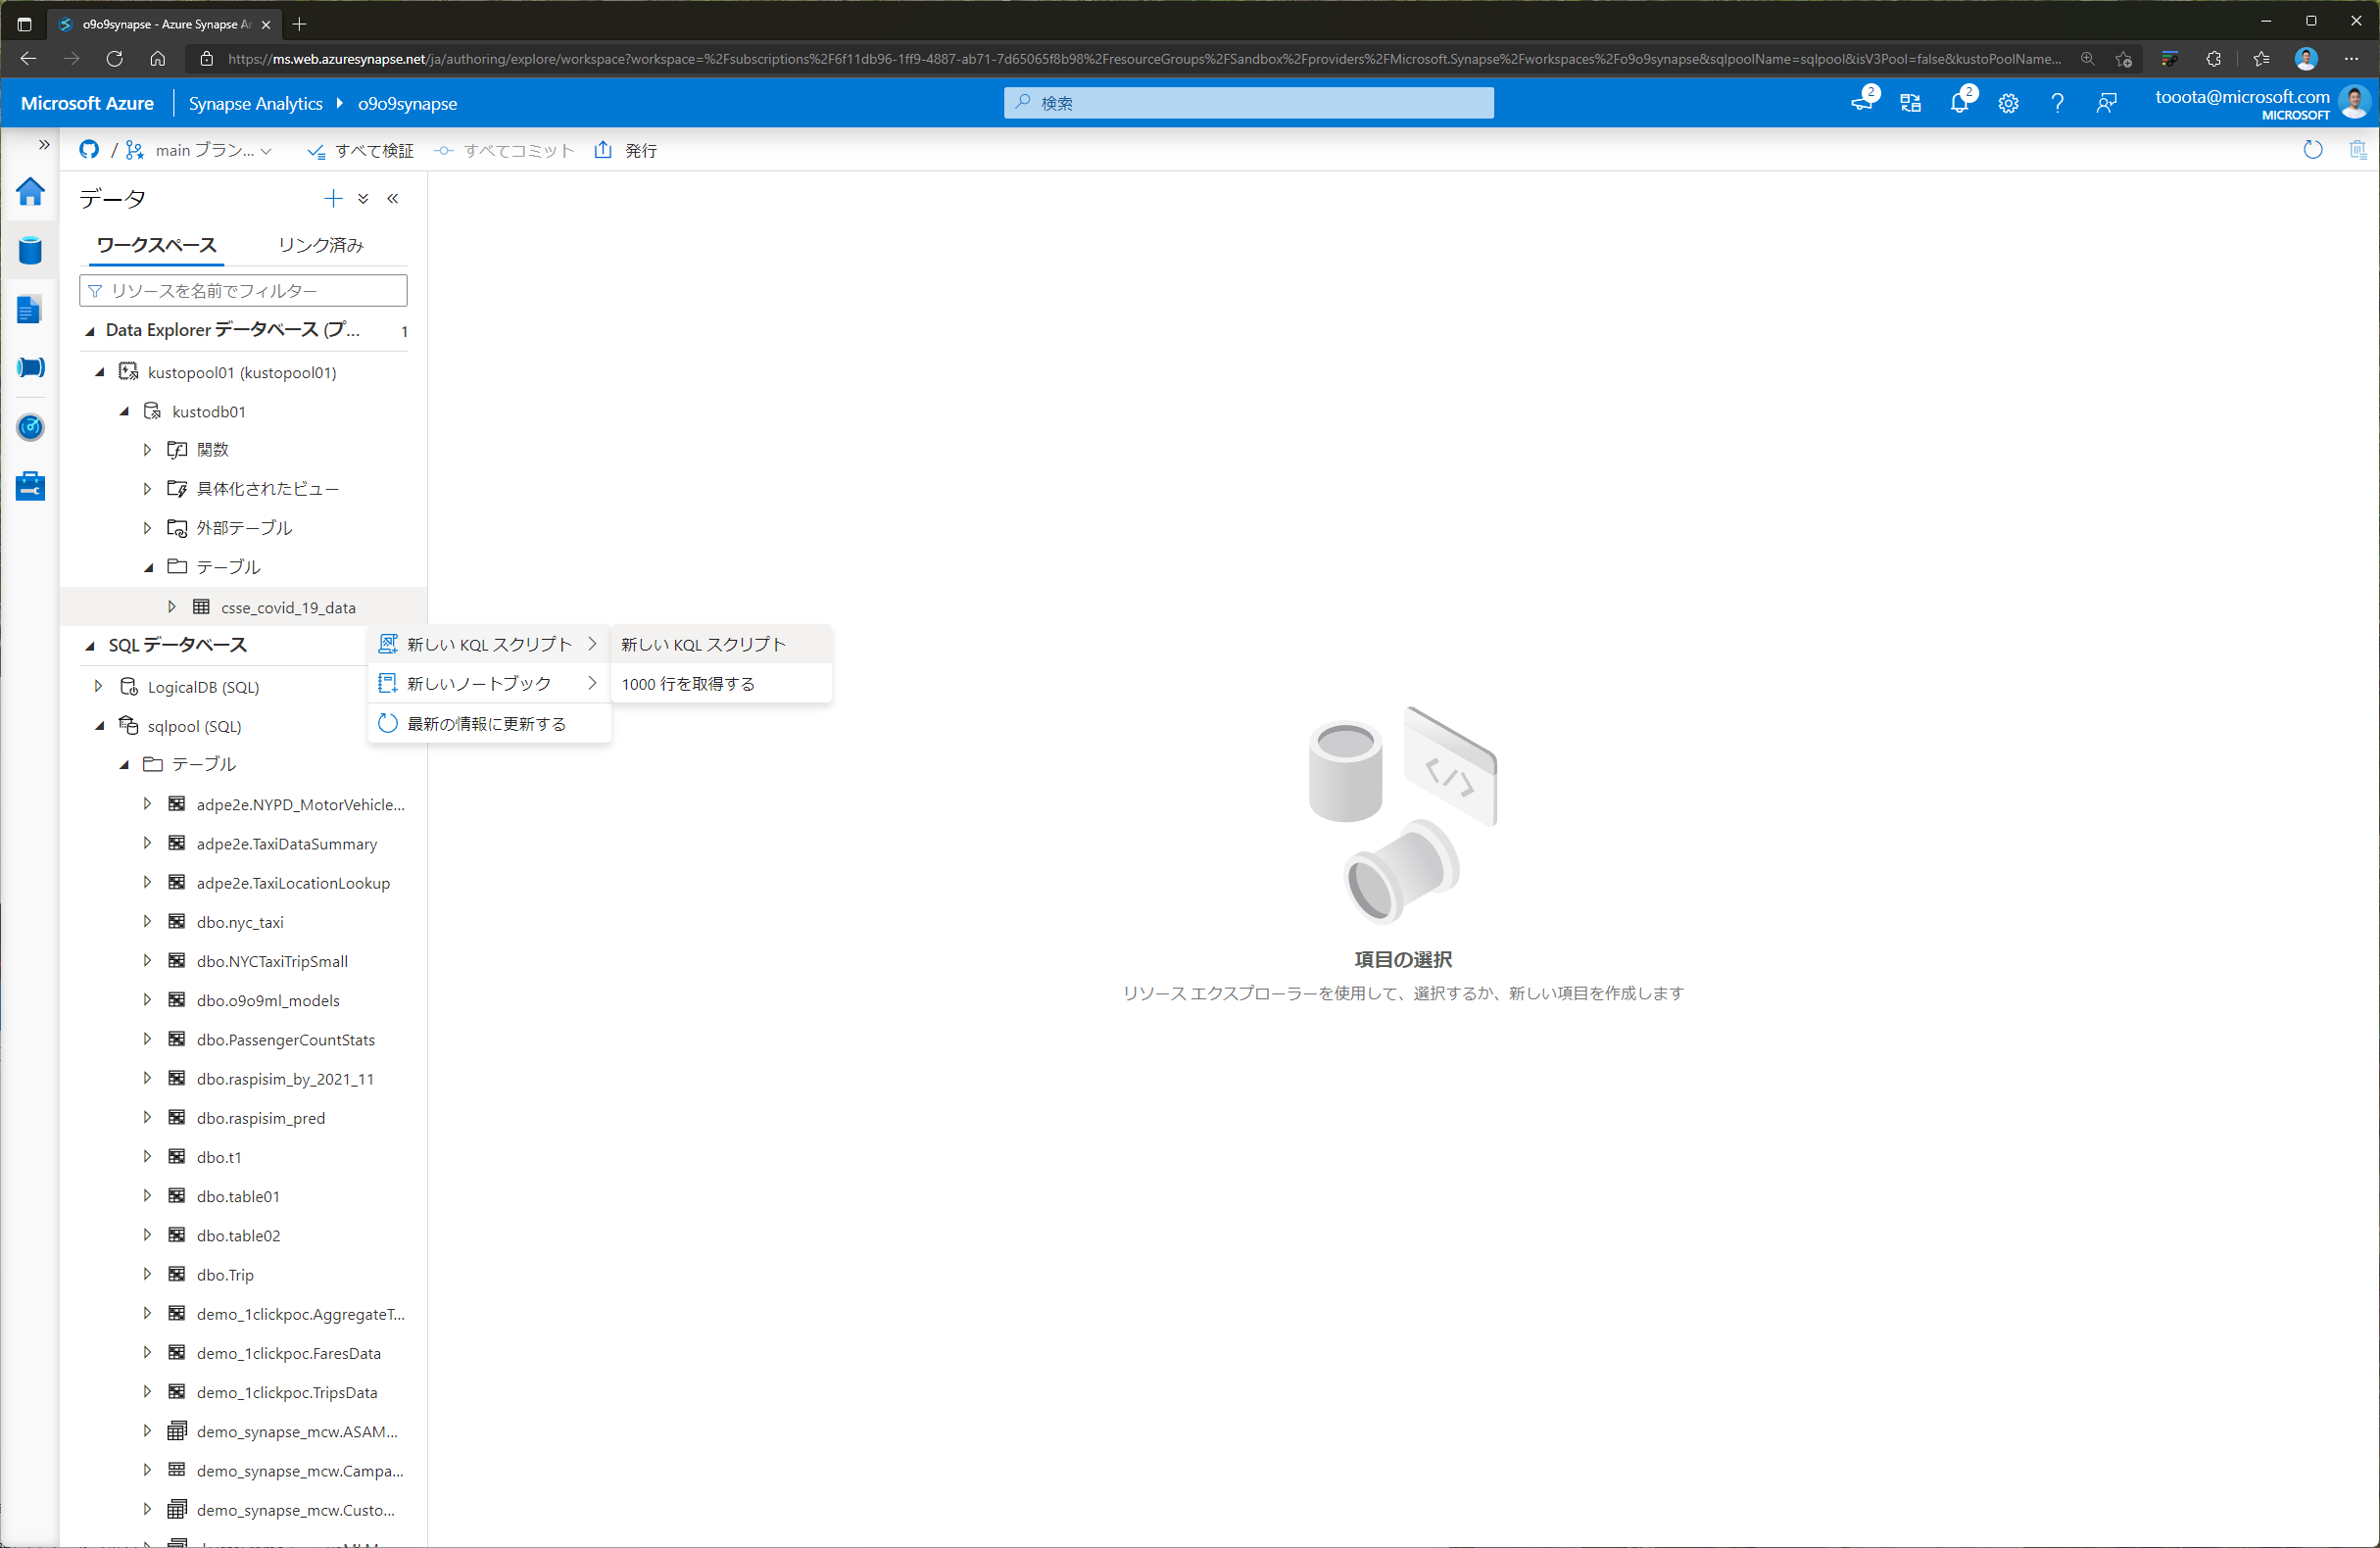 o9o9synapse - Azure Synapse An
https://ms.web.azuresynapse.net/ja/authoring/explore/workspace?workspace=%2Fsubscriptions%2F6f11db96-1ff9-4887-ab71-7d65065f8b98%2FresourceGroups%2FSandbox%2Fproviders%2FMicrosoft.Synapse%2Fworkspaces%2Fo9o9synapse&sqlpoolName=sqlpool&isV3Pool=false&kustoPoolName...
Microsoft Azure Synapse Analytics o9o9synapse 検索 2 2 tooota@microsoft.com
MICROSOFT
/ main ブラン... すべて検証 すべてコミット 発行
データ
ワークスペース リンク済み
リソースを名前でフィルター
Data Explorer データベース (プ... 1
kustopool01 (kustopool01)
kustodb01
関数
具体化されたビュー
外部テーブル
テーブル
csse_covid_19_data
SQL データベース
新しい KQL スクリプト
新しい KQL スクリプト
新しいノートブック
1000 行を取得する
最新の情報に更新する
LogicalDB (SQL)
sqlpool (SQL)
テーブル
adpe2e.NYPD_MotorVehicle...
adpe2e.TaxiDataSummary
adpe2e.TaxiLocationLookup
dbo.nyc_taxi
dbo.NYCTaxiTripSmall
dbo.o9o9ml_models
dbo.PassengerCountStats
dbo.raspisim_by_2021_11
dbo.raspisim_pred
dbo.t1
dbo.table01
dbo.table02
dbo.Trip
demo_1clickpoc.AggregateT...
demo_1clickpoc.FaresData
demo_1clickpoc.TripsData
demo_synapse_mcw.ASAM...
demo_synapse_mcw.Campa...
demo_synapse_mcw.Custo...
項目の選択
リソース エクスプローラーを使用して、選択するか、新しい項目を作成します